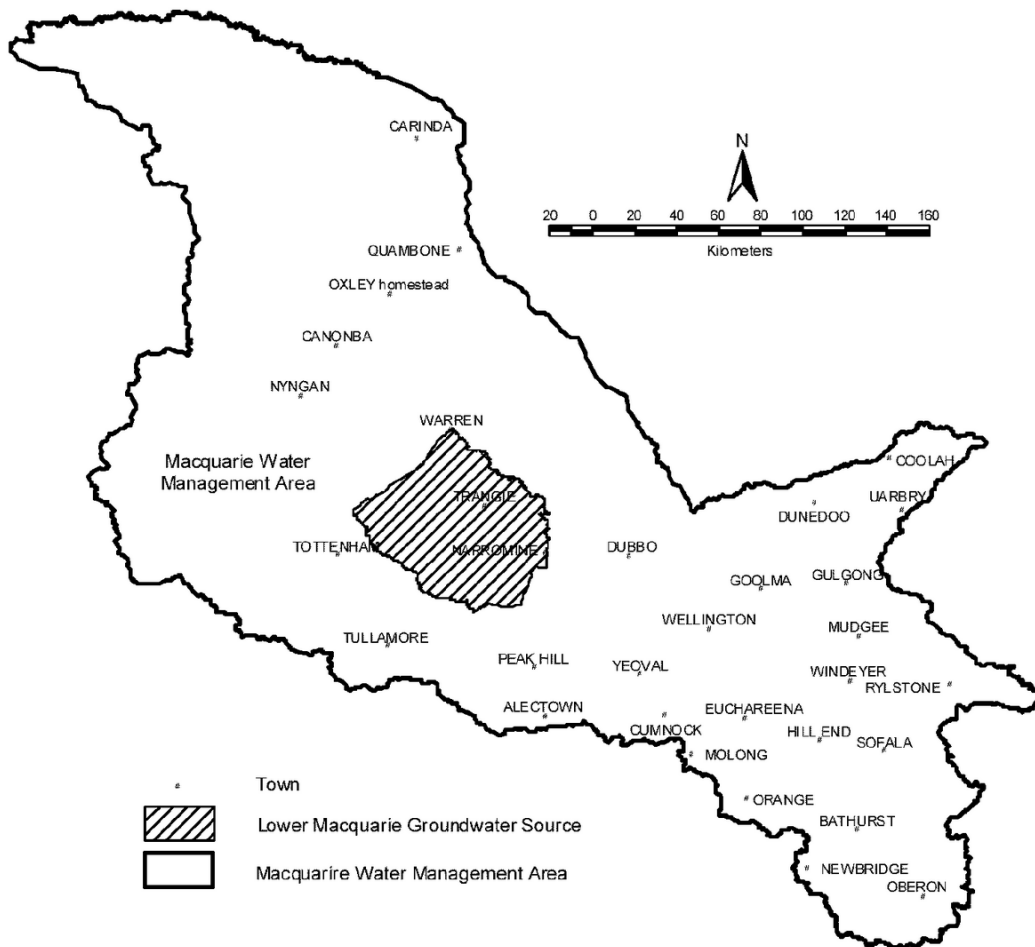 CARINDA
N
20 0 20 40 60 80 100 120 140 160
Kilometers
QUAMBONE
OXLEY homestead
CANONBA
NYNGAN
WARREN
Macquarie Water
Management Area
COOLAH
TRANGIE
UARBRY
DUNEDOO
TOTTENHAM
NARROMINE
DUBBO
GOOLMA
GULGONG
WELLINGTON
MUDGEE
TULLAMORE
PEAK HILL
YEOVAL
WINDEYER
RYLSTONE
ALECTOWN
EUCHAREENA
CUMNOCK
HILL END
SOFALA
MOLONG
Town
ORANGE
Lower Macquarie Groundwater Source
BATHURST
Macquarire Water Management Area
NEWBRIDGE
OBERON